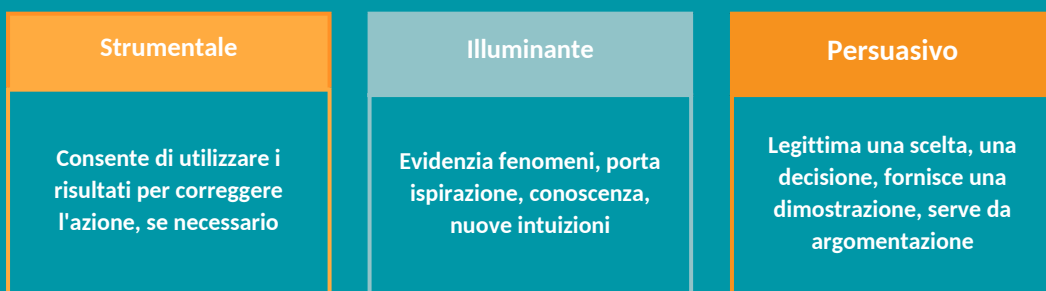 Strumentale
Consente di utilizzare i
risultati per correggere
l'azione, se necessario
Illuminante
Evidenzia fenomeni, porta
ispirazione, conoscenza,
nuove intuizioni
Persuasivo
Legittima una scelta, una
decisione, fornisce una
dimostrazione, serve da
argomentazione